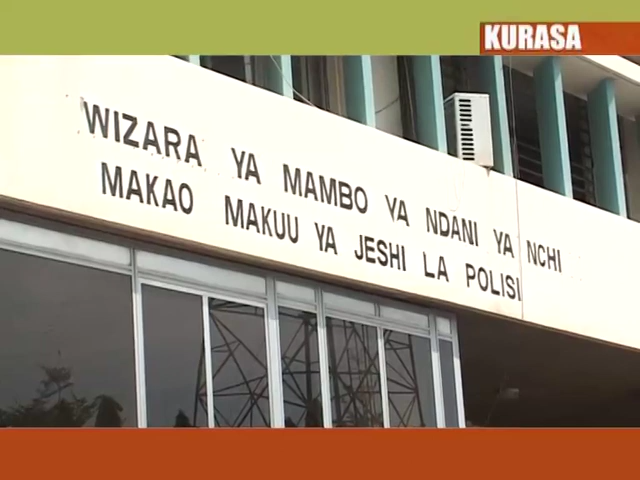 KURASA
WIZARA YA MAMBO YA NDANI YA NCHI
MAKAO MAKUU YA JESHI LA POLISI